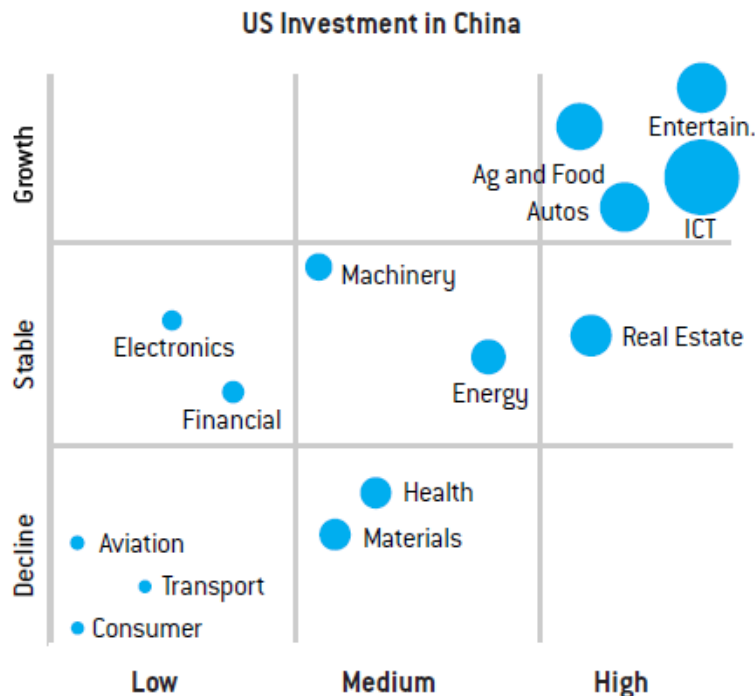 US Investment in China
Growth
Entertain.
Ag and Food
Autos
ICT
Stable
Machinery
Electronics
Real Estate
Energy
Financial
Decline
Health
Materials
Aviation
Transport
Consumer
Low
Medium
High